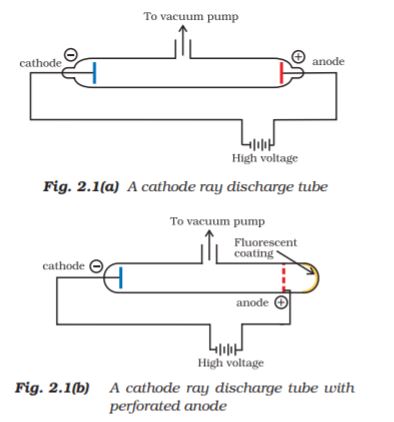 To vacuum pump
cathode −
+ anode
High voltage
Fig. 2.1(a) A cathode ray discharge tube
To vacuum pump
Fluorescent
coating
cathode −
anode +
High voltage
Fig. 2.1(b) A cathode ray discharge tube with
perforated anode